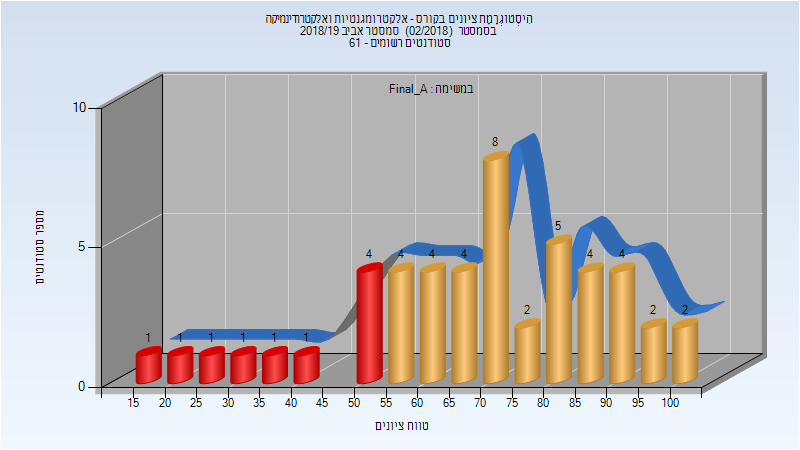 הִיסְטוֹגְרַמַת ציונים בקורס - אלקטרומגנטיות ואלקטרודינמיקה
בסמסטר (02/2018) סמסטר אביב 2018/19
סטודנטים רשומים - 61
במשימה : Final_A
10
5
0
מספר סטודנטים
1 1 1 1 1 1 4 4 4 4 8 2 5 4 4 2 2
15 20 25 30 35 40 45 50 55 60 65 70 75 80 85 90 95 100
טווח ציונים